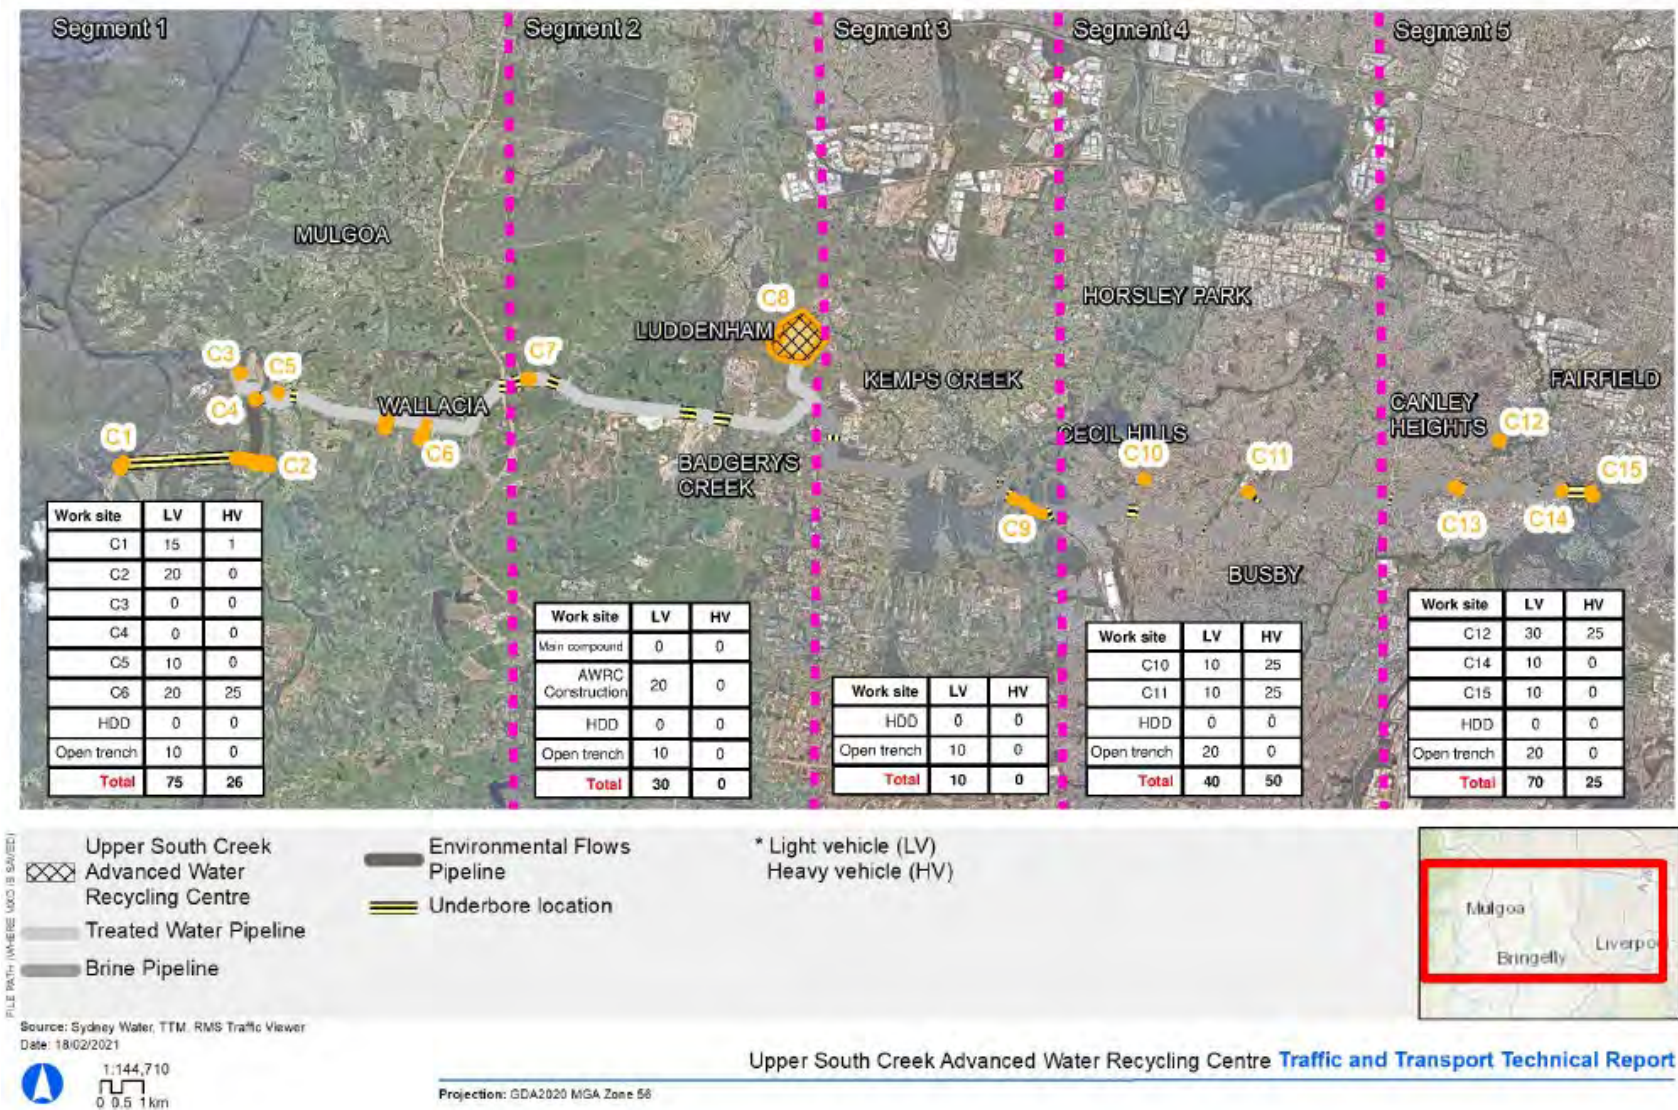 Segment 1
Segment 2
Segment 3
Segment 4
Segment 5
MULGOA
HORSLEY PARK
C8
LUDDENHAM
C3
C5
C7
KEMPS CREEK
FAIRFIELD
C4
WALLACIA
CANLEY
HEIGHTS
C12
C1
C2
C6
BADGERYS
CREEK
CECIL HILLS
C10
C11
C15
C9
C13
C14
BUSBY
Work site LV HV
C1 15 1
C2 20 0
C3 0 0
C4 0 0
C5 10 0
C6 20 25
HDD 0 0
Open trench 10 0
Total 75 26
Work site LV HV
Main compound 0 0
AWRC
Construction 20 0
HDD 0 0
Open trench 10 0
Total 30 0
Work site LV HV
HDD 0 0
Open trench 10 0
Total 10 0
Work site LV HV
C10 10 25
C11 10 25
HDD 0 0
Open trench 20 0
Total 40 50
Work site LV HV
C12 30 25
C14 10 0
C15 10 0
HDD 0 0
Open trench 20 0
Total 70 25
FILE PATH (WHERE MXD IS SAVED)
Upper South Creek
Advanced Water
Recycling Centre
Treated Water Pipeline
Brine Pipeline
Environmental Flows
Pipeline
Underbore location
* Light vehicle (LV)
Heavy vehicle (HV)
Mulgoa
Bringelly
Source: Sydney Water, TTM, RMS Traffic Viewer
Date: 18/02/2021
1:144,710
0 0.5 1 km
Upper South Creek Advanced Water Recycling Centre Traffic and Transport Technical Report
Projection: GDA2020 MGA Zone 56